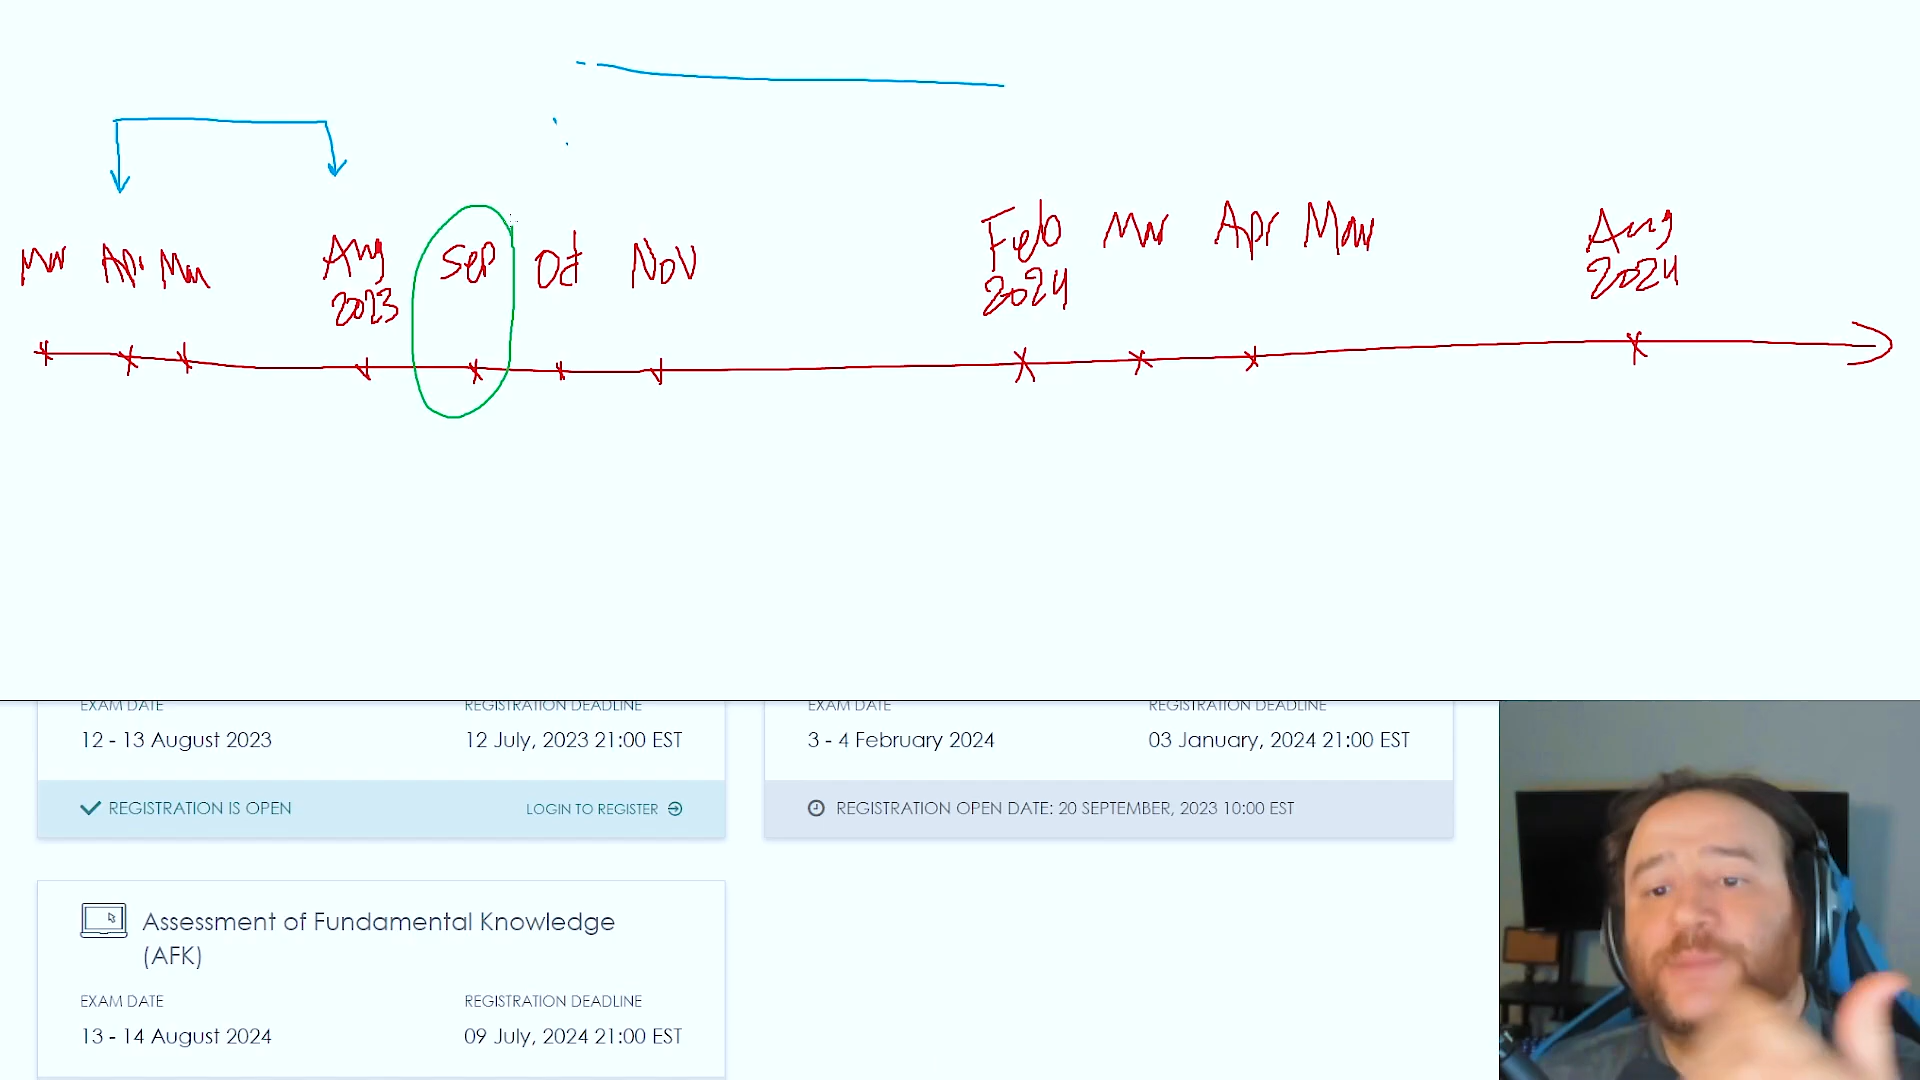 Mar Apr May Aug Sep Oct Nov Feb Mar Apr May Aug
2023 2024 2024
EXAM DATE REGISTRATION DEADLINE EXAM DATE REGISTRATION DEADLINE
12 - 13 August 2023 12 July, 2023 21:00 EST 3 - 4 February 2024 03 January, 2024 21:00 EST
REGISTRATION IS OPEN LOGIN TO REGISTER REGISTRATION OPEN DATE: 20 SEPTEMBER, 2023 10:00 EST
Assessment of Fundamental Knowledge
(AFK)
EXAM DATE REGISTRATION DEADLINE
13 - 14 August 2024 09 July, 2024 21:00 EST